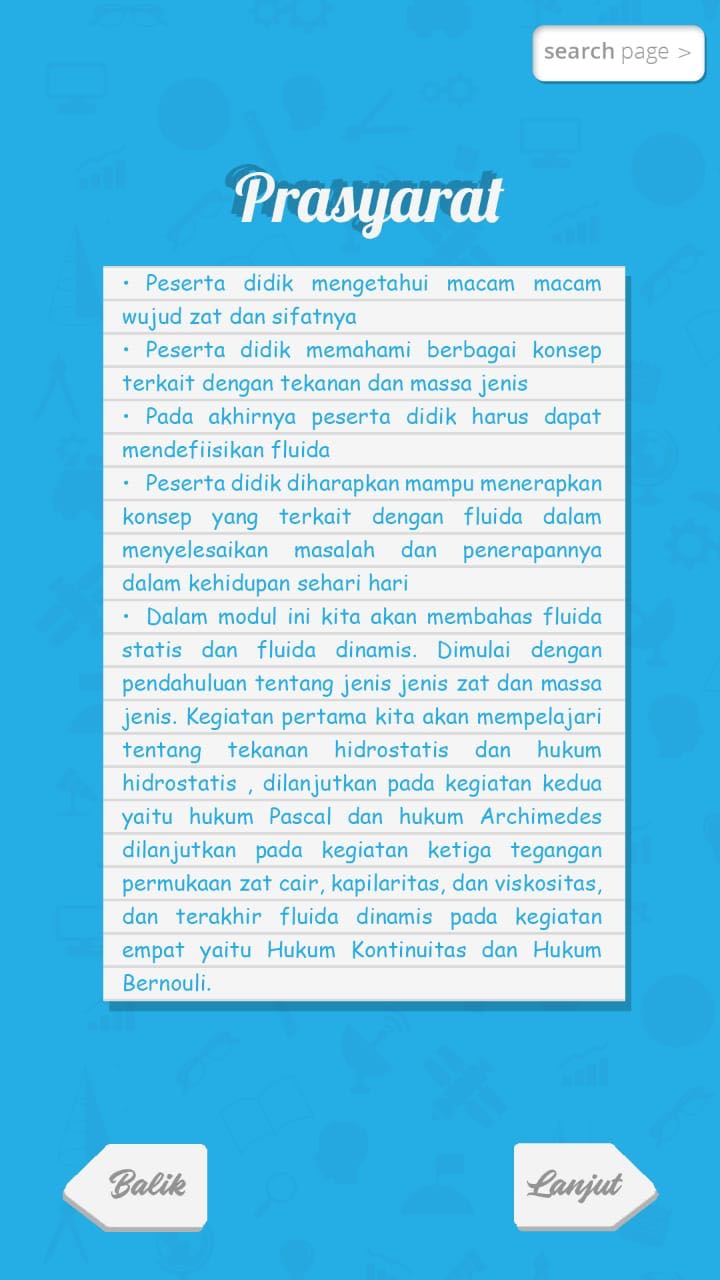 search page >
Prasyarat
• Peserta didik mengetahui macam macam
wujud zat dan sifatnya
• Peserta didik memahami berbagai konsep
terkait dengan tekanan dan massa jenis
• Pada akhirnya peserta didik harus dapat
mendefiisikan fluida
• Peserta didik diharapkan mampu menerapkan
konsep yang terkait dengan fluida dalam
menyelesaikan masalah dan penerapannya
dalam kehidupan sehari hari
• Dalam modul ini kita akan membahas fluida
statis dan fluida dinamis. Dimulai dengan
pendahuluan tentang jenis jenis zat dan massa
jenis. Kegiatan pertama kita akan mempelajari
tentang tekanan hidrostatis dan hukum
hidrostatis , dilanjutkan pada kegiatan kedua
yaitu hukum Pascal dan hukum Archimedes
dilanjutkan pada kegiatan ketiga tegangan
permukaan zat cair, kapilaritas, dan viskositas,
dan terakhir fluida dinamis pada kegiatan
empat yaitu Hukum Kontinuitas dan Hukum
Bernouli.
Balik
Lanjut